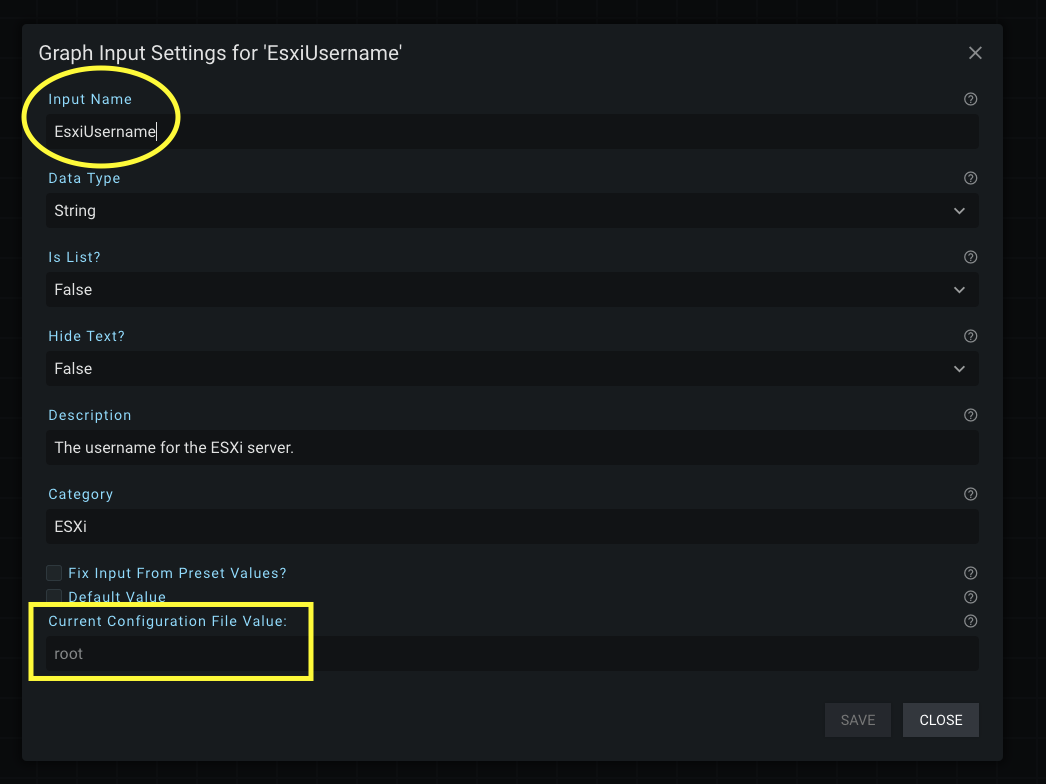 Graph Input Settings for 'EsxiUsername'
Input Name
EsxiUsername
Data Type
String
Is List?
False
Hide Text?
False
Description
The username for the ESXi server.
Category
ESXi
Fix Input From Preset Values?
Default Value
Current Configuration File Value:
root
SAVE CLOSE